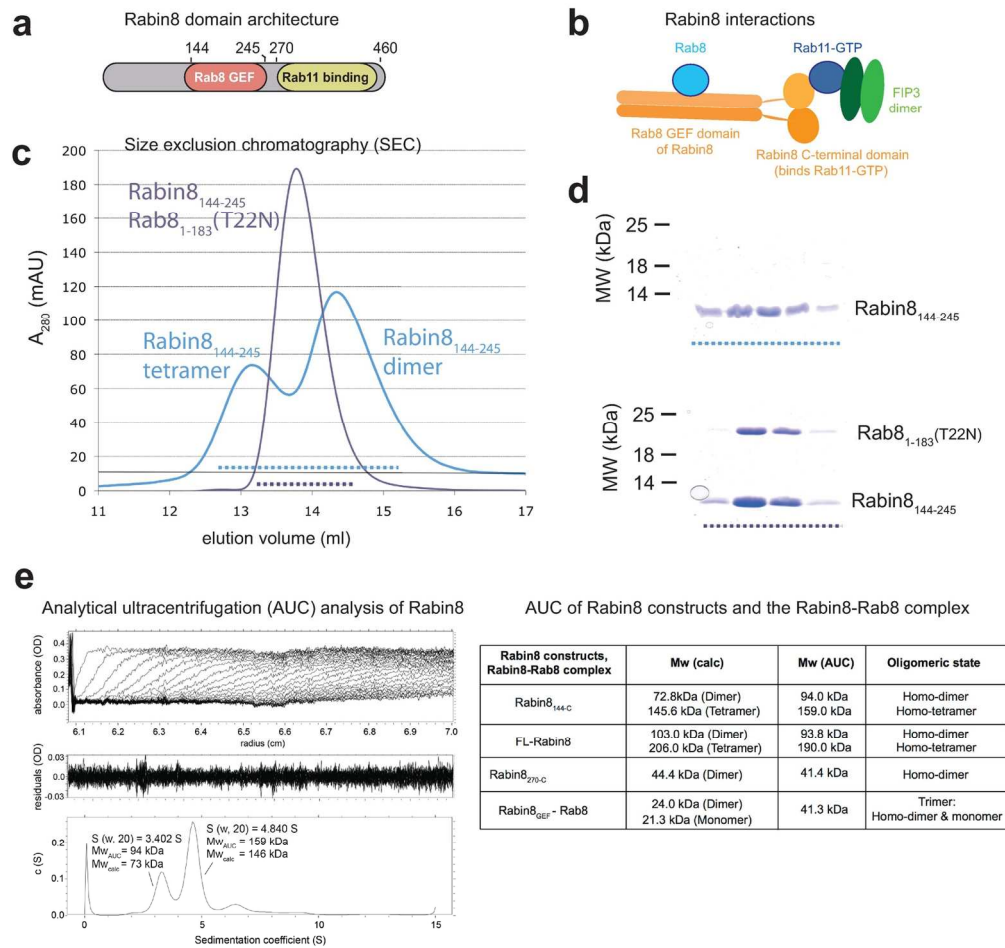 a
Rabin8 domain architecture
144 245 270 460
Rab8 GEF
Rab11 binding
b
Rabin8 interactions
Rab8
Rab11-GTP
FIP3
dimer
Rab8 GEF domain
of Rabin8
Rabin8 C-terminal domain
(binds Rab11-GTP)
c
Size exclusion chromatography (SEC)
200
180
160
140
120
100
80
60
40
20
10
0
A280 (mAU)
Rabin8144-245
Rab81-183(T22N)
Rabin8144-245
tetramer
Rabin8144-245
dimer
11 12 13 14 15 16 17
elution volume (ml)
d
MW (kDa)
25
18
14
Rabin8144-245
MW (kDa)
25
18
14
Rab81-183(T22N)
Rabin8144-245
e
Analytical ultracentrifugation (AUC) analysis of Rabin8
absorbance (OD)
0.4
0.3
0.2
0.1
0.0
6.1 6.2 6.3 6.4 6.5 6.6 6.7 6.8 6.9 7.0
radius (cm)
residuals (OD)
0.03
0.0
-0.03
c (S)
0.2
0.1
0.0
S (w, 20) = 3.402 S
MwAUC = 94 kDa
Mwcalc = 73 kDa
S (w, 20) = 4.840 S
MwAUC = 159 kDa
Mwcalc = 146 kDa
0 5 10 15
Sedimentation coefficient (S)
AUC of Rabin8 constructs and the Rabin8-Rab8 complex
Rabin8 constructs,
Rabin8-Rab8 complex
Mw (calc)
Mw (AUC)
Oligomeric state
Rabin8144-C
72.8kDa (Dimer)
145.6 kDa (Tetramer)
94.0 kDa
159.0 kDa
Homo-dimer
Homo-tetramer
FL-Rabin8
103.0 kDa (Dimer)
206.0 kDa (Tetramer)
93.8 kDa
190.0 kDa
Homo-dimer
Homo-tetramer
Rabin8270-C
44.4 kDa (Dimer)
41.4 kDa
Homo-dimer
Rabin8GEF - Rab8
24.0 kDa (Dimer)
21.3 kDa (Monomer)
41.3 kDa
Trimer:
Homo-dimer & monomer